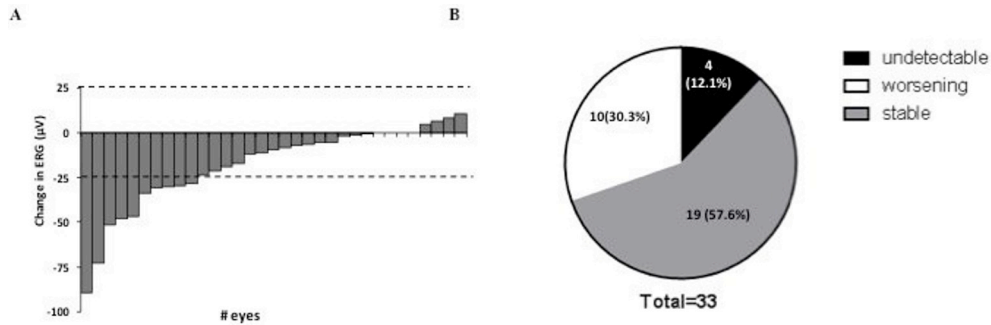 A
B
25
0
-25
-50
-75
-100
Change in ERG (µV)
# eyes
4
(12.1%)
10(30.3%)
19 (57.6%)
Total=33
undetectable
worsening
stable